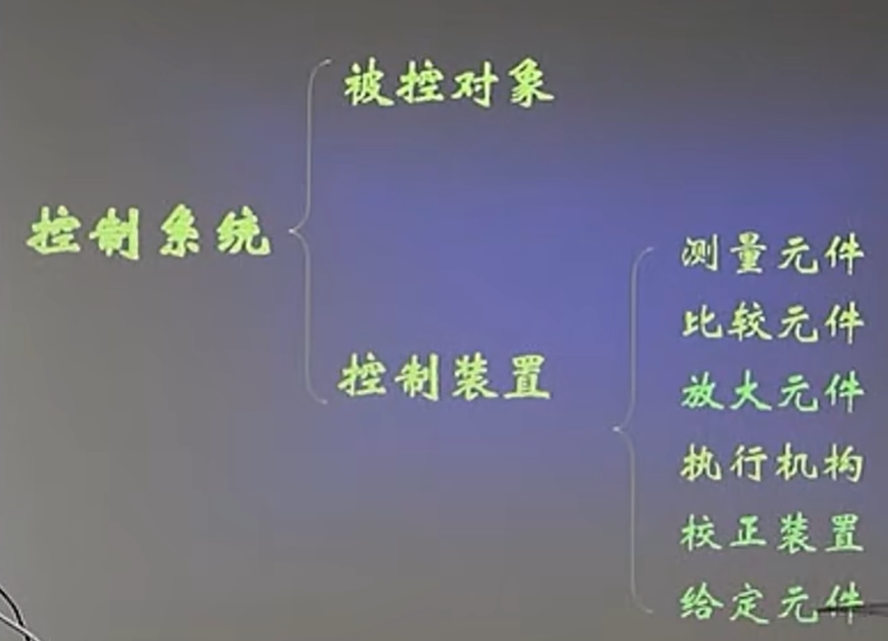 被控对象
控制系统
测量元件
比较元件
控制装置
放大元件
执行机构
校正装置
给定元件